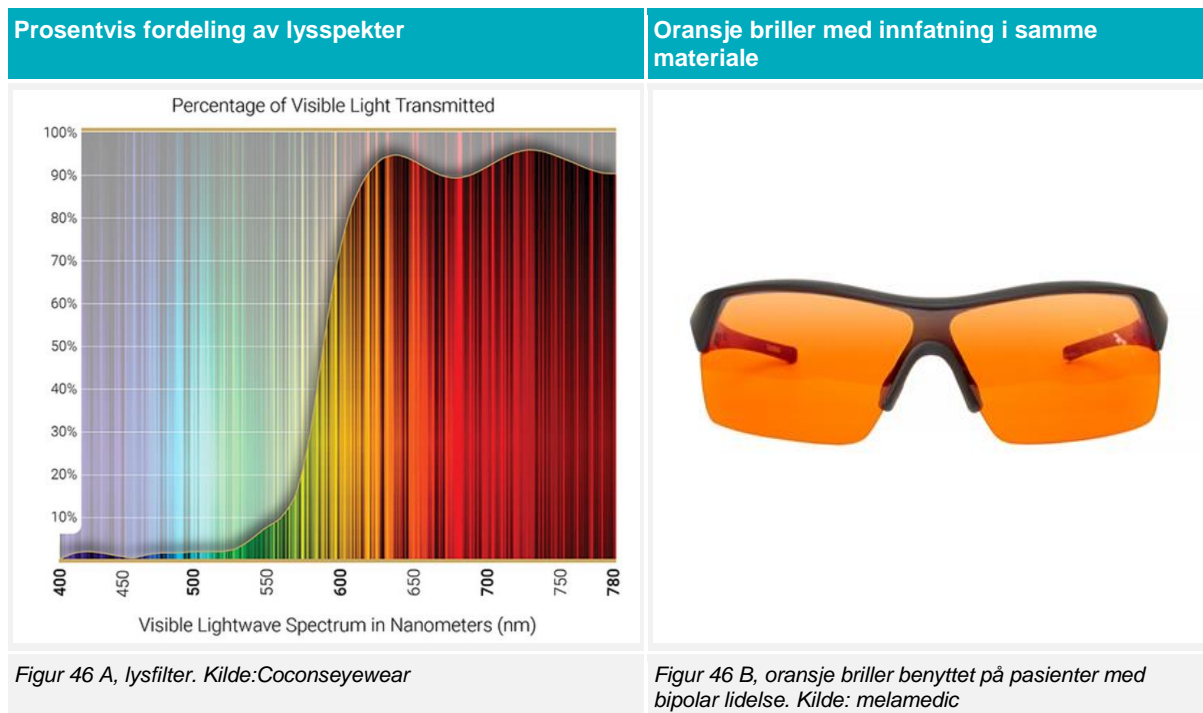 Prosentvis fordeling av lysspekter
Oransje briller med innfatning i samme
materiale
Percentage of Visible Light Transmitted
100%
90%
80%
70%
60%
50%
40%
30%
20%
10%
400
450
500
550
600
650
700
750
780
Visible Lightwave Spectrum in Nanometers (nm)
Figur 46 A, lysfilter. Kilde:Coconseyewear
Figur 46 B, oransje briller benyttet på pasienter med
bipolar lidelse. Kilde: melamedic